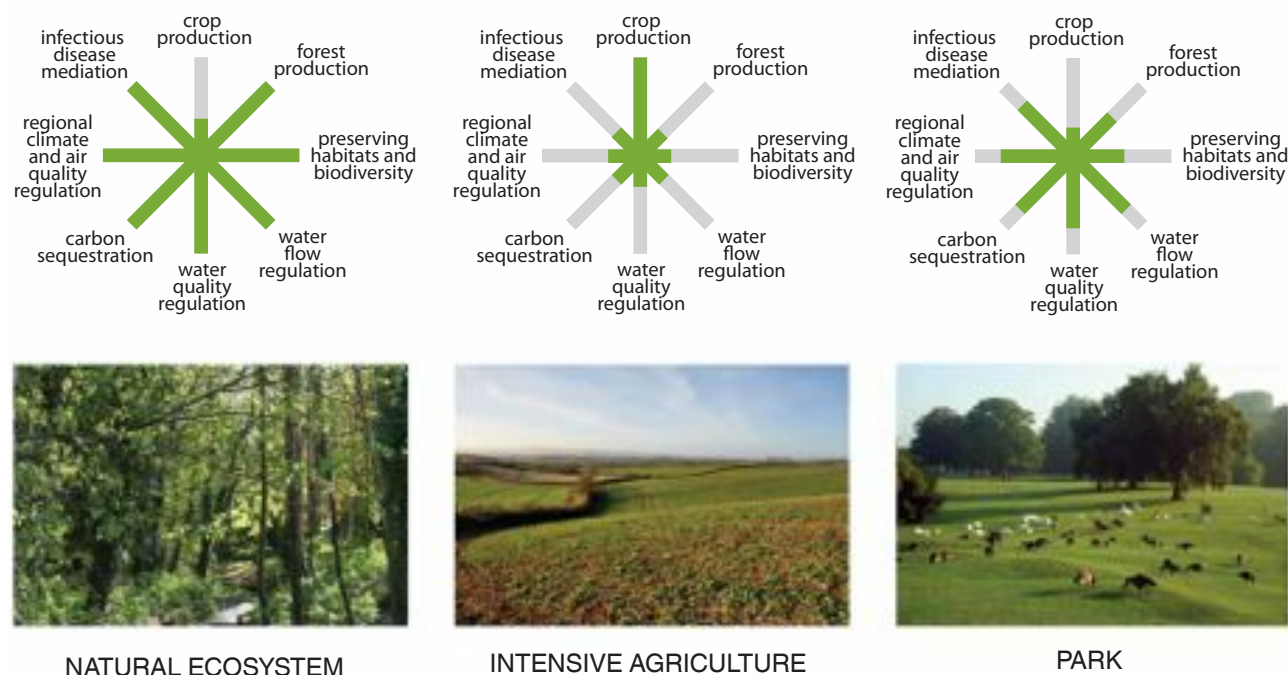 crop
production
infectious
disease
mediation
forest
production
regional
climate
and air
quality
regulation
preserving
habitats and
biodiversity
carbon
sequestration
water
flow
regulation
water
quality
regulation
crop
production
infectious
disease
mediation
forest
production
regional
climate
and air
quality
regulation
preserving
habitats and
biodiversity
carbon
sequestration
water
flow
regulation
water
quality
regulation
crop
production
infectious
disease
mediation
forest
production
regional
climate
and air
quality
regulation
preserving
habitats and
biodiversity
carbon
sequestration
water
flow
regulation
water
quality
regulation
NATURAL ECOSYSTEM
INTENSIVE AGRICULTURE
PARK